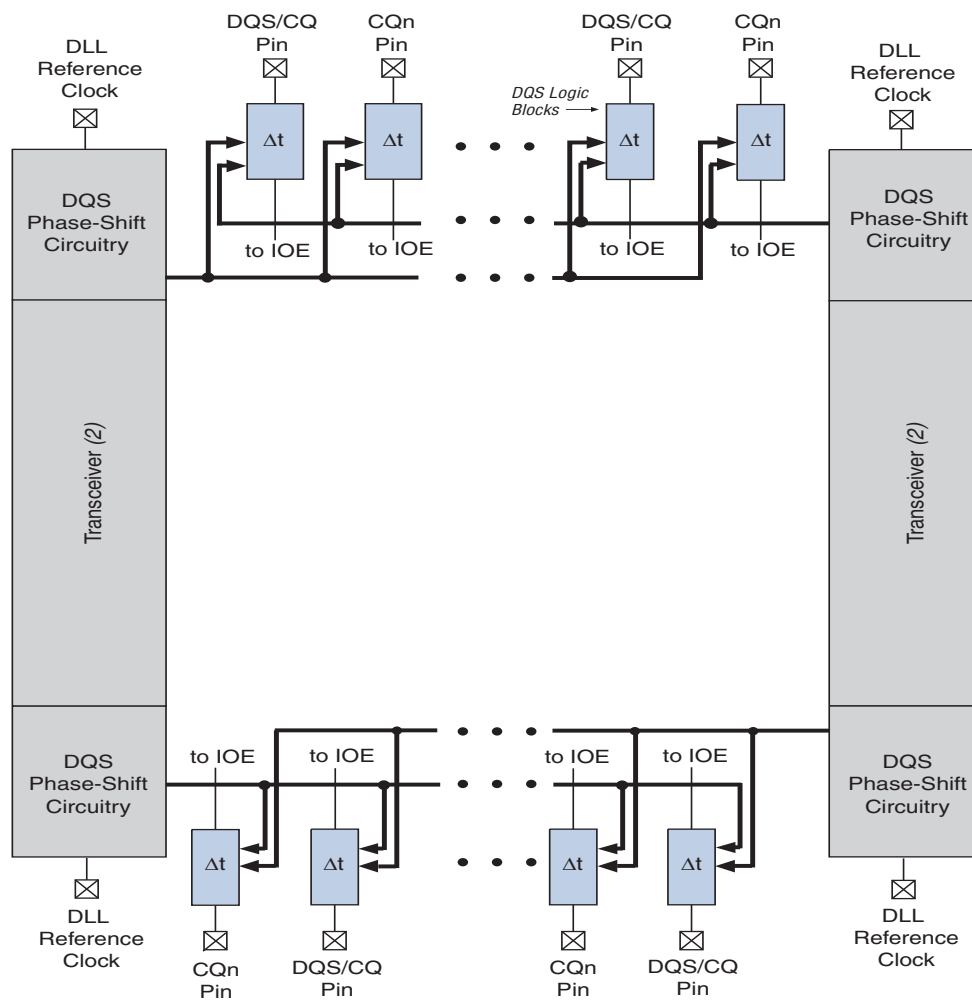 DQS/CQ
Pin
CQn
Pin
DQS/CQ
Pin
CQn
Pin
DLL
Reference
Clock
DQS Logic
Blocks
DLL
Reference
Clock
Δt
Δt
Δt
Δt
DQS
Phase-Shift
Circuitry
to IOE
to IOE
to IOE
to IOE
DQS
Phase-Shift
Circuitry
Transceiver (2)
Transceiver (2)
DQS
Phase-Shift
Circuitry
to IOE
to IOE
to IOE
to IOE
DQS
Phase-Shift
Circuitry
Δt
Δt
Δt
Δt
DLL
Reference
Clock
CQn
Pin
DQS/CQ
Pin
CQn
Pin
DQS/CQ
Pin
DLL
Reference
Clock